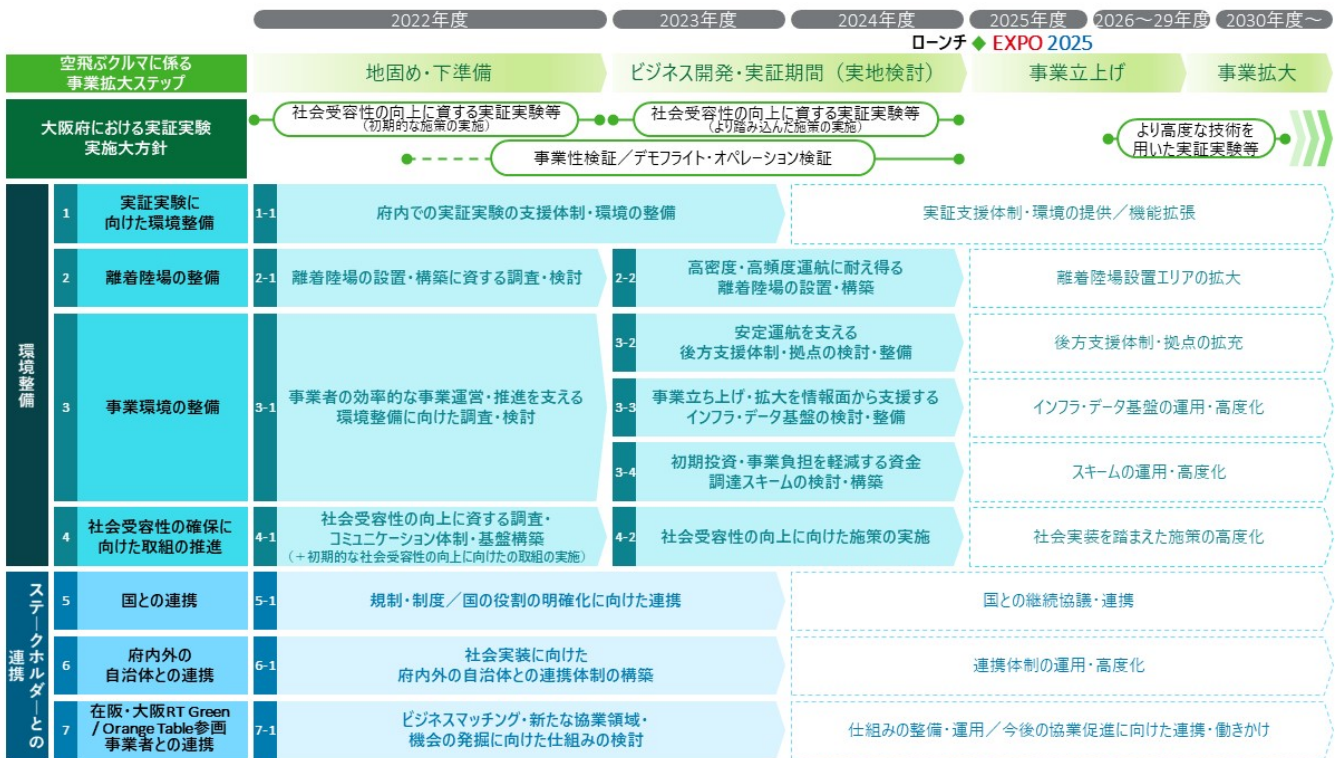 2022年度
2023年度
2024年度
2025年度
2026～29年度
2030年度～
ローンチ◆ EXPO 2025
空飛ぶクルマに係る
事業拡大ステップ
地固め・下準備
ビジネス開発・実証期間（実地検討）
事業立上げ
事業拡大
大阪府における実証実験
実施大方針
社会受容性の向上に資する実証実験等
（初期的な施策の実施）
社会受容性の向上に資する実証実験等
（より踏み込んだ施策の実施）
事業性検証／デモフライト・オペレーション検証
より高度な技術を
用いた実証実験等
環境整備
1
実証実験に
向けた環境整備
1-1
府内での実証実験の支援体制・環境の整備
実証支援体制・環境の提供／機能拡張
2
離着陸場の整備
2-1
離着陸場の設置・構築に資する調査・検討
2-2
高密度・高頻度運航に耐え得る
離着陸場の設置・構築
離着陸場設置エリアの拡大
3
事業環境の整備
3-1
事業者の効率的な事業運営・推進を支える
環境整備に向けた調査・検討
3-2
安定運航を支える
後方支援体制・拠点の検討・整備
後方支援体制・拠点の拡充
3-3
事業立ち上げ・拡大を情報面から支援する
インフラ・データ基盤の検討・整備
インフラ・データ基盤の運用・高度化
3-4
初期投資・事業負担を軽減する資金
調達スキームの検討・構築
スキームの運用・高度化
4
社会受容性の確保に
向けた取組の推進
4-1
社会受容性の向上に資する調査・
コミュニケーション体制・基盤構築
（＋初期的な社会受容性の向上に向けたの取組の実施）
4-2
社会受容性の向上に向けた施策の実施
社会実装を踏まえた施策の高度化
ステークホルダーとの
連携
5
国との連携
5-1
規制・制度／国の役割の明確化に向けた連携
国との継続協議・連携
6
府内外の
自治体との連携
6-1
社会実装に向けた
府内外の自治体との連携体制の構築
連携体制の運用・高度化
7
在阪・大阪RT Green
/ Orange Table参画
事業者との連携
7-1
ビジネスマッチング・新たな協業領域・
機会の発掘に向けた仕組みの検討
仕組みの整備・運用／今後の協業促進に向けた連携・働きかけ